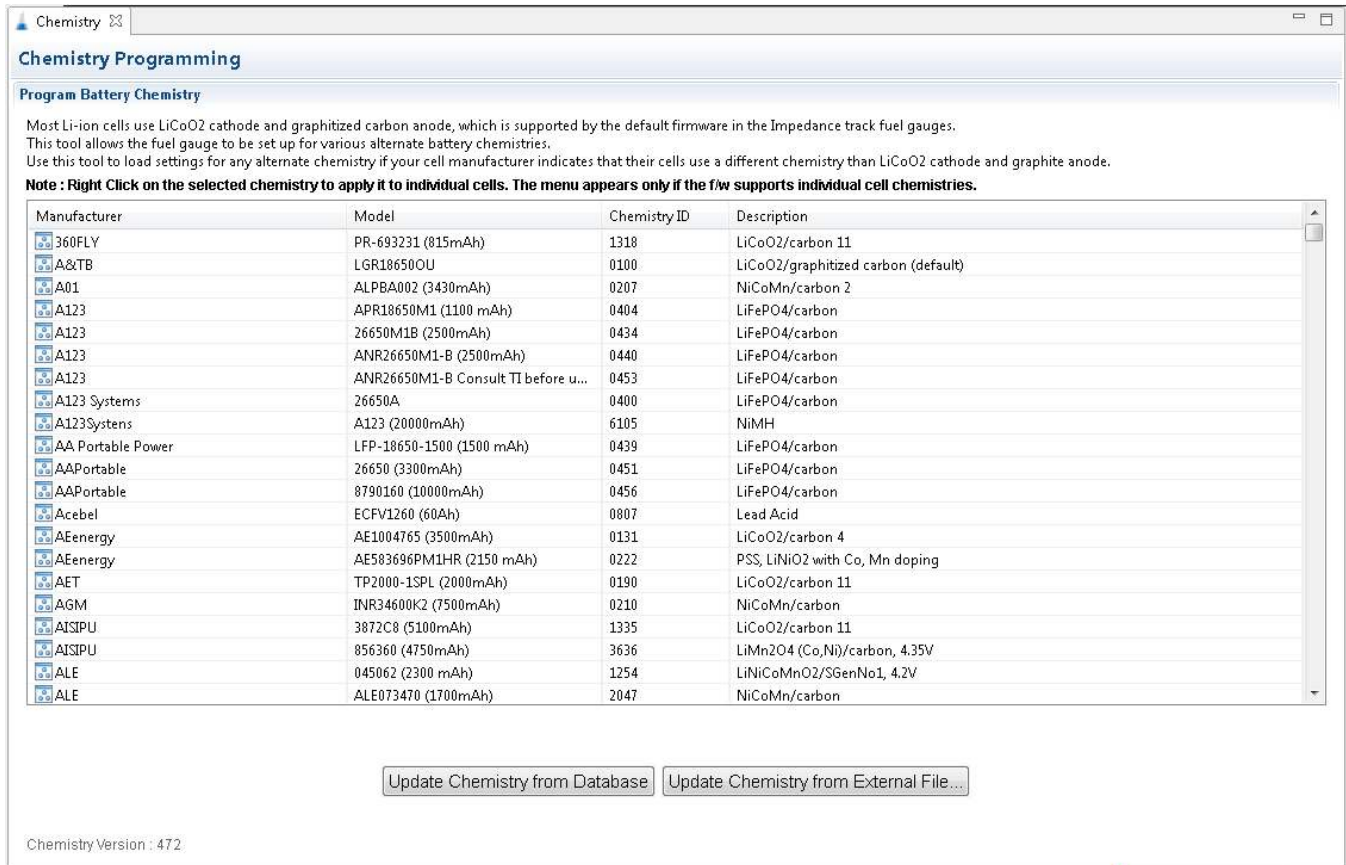 Chemistry
Chemistry Programming
Program Battery Chemistry
Most Li-ion cells use LiCoO2 cathode and graphitized carbon anode, which is supported by the default firmware in the Impedance track fuel gauges.
This tool allows the fuel gauge to be set up for various alternate battery chemistries.
Use this tool to load settings for any alternate chemistry if your cell manufacturer indicates that their cells use a different chemistry than LiCoO2 cathode and graphite anode.
Note : Right Click on the selected chemistry to apply it to individual cells. The menu appears only if the f/w supports individual cell chemistries.
Manufacturer Model Chemistry ID Description
360FLY PR-693231 (815mAh) 1318 LiCoO2/carbon 11
A&TB LGR18650OU 0100 LiCoO2/graphitized carbon (default)
A01 ALPBA002 (3430mAh) 0207 NiCoMn/carbon 2
A123 APR18650M1 (1100 mAh) 0404 LiFePO4/carbon
A123 26650M1B (2500mAh) 0434 LiFePO4/carbon
A123 ANR26650M1-B (2500mAh) 0440 LiFePO4/carbon
A123 ANR26650M1-B Consult TI before u... 0453 LiFePO4/carbon
A123 Systems 26650A 0400 LiFePO4/carbon
A123Systens A123 (20000mAh) 6105 NiMH
AA Portable Power LFP-18650-1500 (1500 mAh) 0439 LiFePO4/carbon
AAPortable 26650 (3300mAh) 0451 LiFePO4/carbon
AAPortable 8790160 (10000mAh) 0456 LiFePO4/carbon
Acebel ECFV1260 (60Ah) 0807 Lead Acid
AEenergy AE1004765 (3500mAh) 0131 LiCoO2/carbon 4
AEenergy AE583696PM1HR (2150 mAh) 0222 PSS, LiNiO2 with Co, Mn doping
AET TP2000-1SPL (2000mAh) 0190 LiCoO2/carbon 11
AGM INR34600K2 (7500mAh) 0210 NiCoMn/carbon
AISIPU 3872C8 (5100mAh) 1335 LiCoO2/carbon 11
AISIPU 856360 (4750mAh) 3636 LiMn2O4 (Co,Ni)/carbon, 4.35V
ALE 045062 (2300 mAh) 1254 LiNiCoMnO2/SGenNo1, 4.2V
ALE ALE073470 (1700mAh) 2047 NiCoMn/carbon
Update Chemistry from Database Update Chemistry from External File...
Chemistry Version : 472